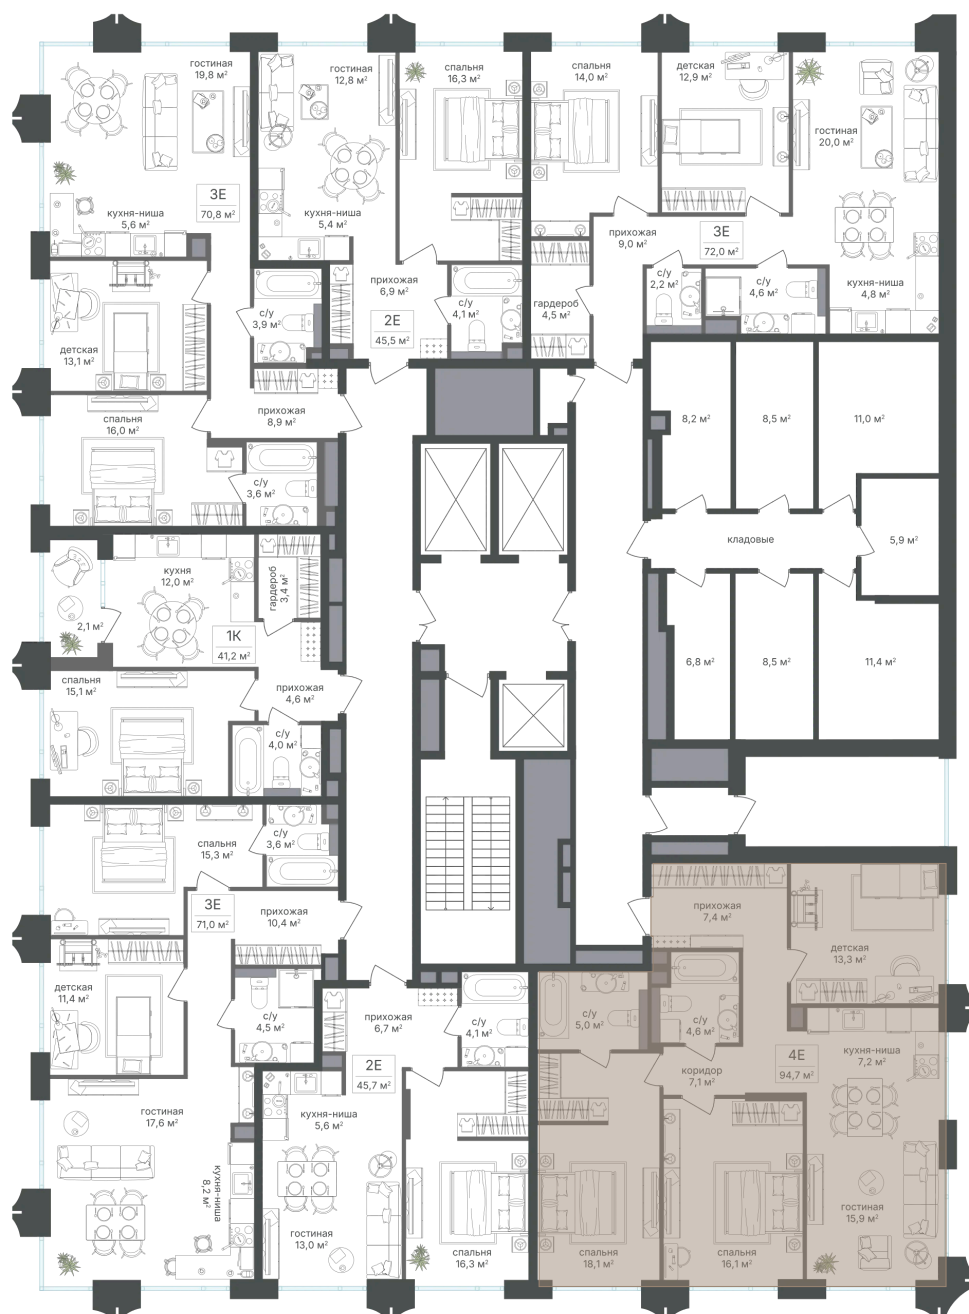 гостиная
19,8 м²
кухня-ниша
5,6 м²
3Е
70,8 м²
гостиная
12,8 м²
кухня-ниша
5,4 м²
спальня
16,3 м²
прихожая
6,9 м²
2Е
45,5 м²
с/у
4,1 м²
с/у
3,9 м²
детская
13,1 м²
спальня
16,0 м²
прихожая
8,9 м²
с/у
3,6 м²
спальня
14,0 м²
детская
12,9 м²
гостиная
20,0 м²
прихожая
9,0 м²
3Е
72,0 м²
с/у
2,2 м²
с/у
4,6 м²
кухня-ниша
4,8 м²
гардероб
4,5 м²
8,2 м²
8,5 м²
11,0 м²
кладовые
5,9 м²
6,8 м²
8,5 м²
11,4 м²
кухня
12,0 м²
гардероб
3,4 м²
2,1 м²
1К
41,2 м²
спальня
15,1 м²
прихожая
4,6 м²
с/у
4,0 м²
спальня
15,3 м²
с/у
3,6 м²
3Е
71,0 м²
прихожая
10,4 м²
детская
11,4 м²
с/у
4,5 м²
гостиная
17,6 м²
кухня-ниша
8,2 м²
прихожая
6,7 м²
с/у
4,1 м²
2Е
45,7 м²
кухня-ниша
5,6 м²
гостиная
13,0 м²
спальня
16,3 м²
прихожая
7,4 м²
детская
13,3 м²
с/у
5,0 м²
с/у
4,6 м²
коридор
7,1 м²
4Е
94,7 м²
кухня-ниша
7,2 м²
гостиная
15,9 м²
спальня
18,1 м²
спальня
16,1 м²